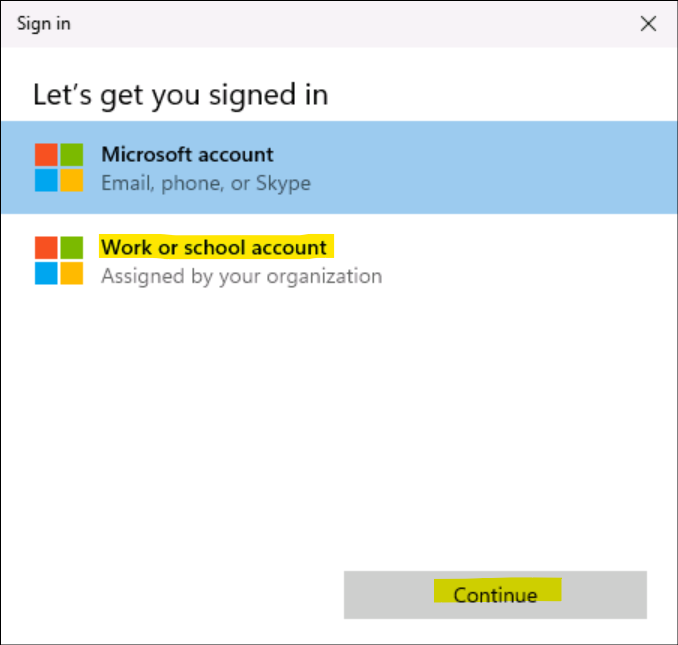 Sign in
Let’s get you signed in
Microsoft account
Email, phone, or Skype
Work or school account
Assigned by your organization
Continue